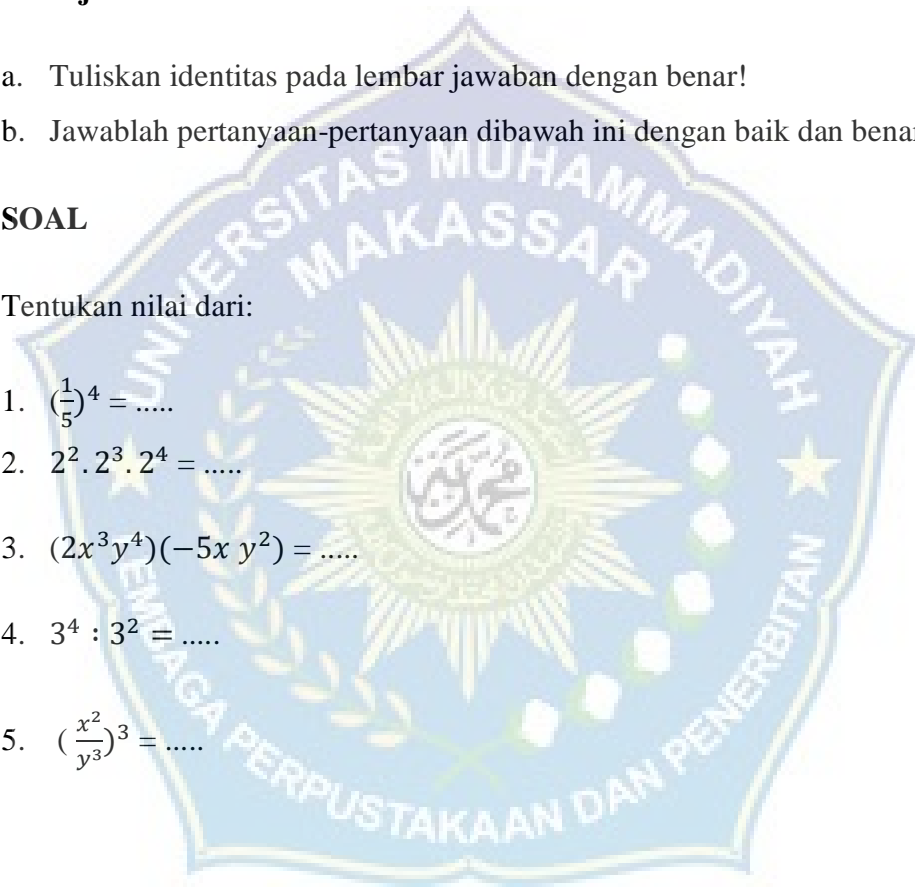 a. Tuliskan identitas pada lembar jawaban dengan benar!
b. Jawablah pertanyaan-pertanyaan dibawah ini dengan baik dan benar
SOAL
Tentukan nilai dari:
1. (1/5)⁴ = .....
2. 2² . 2³ . 2⁴ = .....
3. (2x³y⁴)(−5x y²) = .....
4. 3⁴ : 3² = .....
5. (x²/y³)³ = .....
UNIVERSITAS MUHAMMADIYAH
MAKASSAR
LEMBAGA PERPUSTAKAAN DAN PENERBITAN